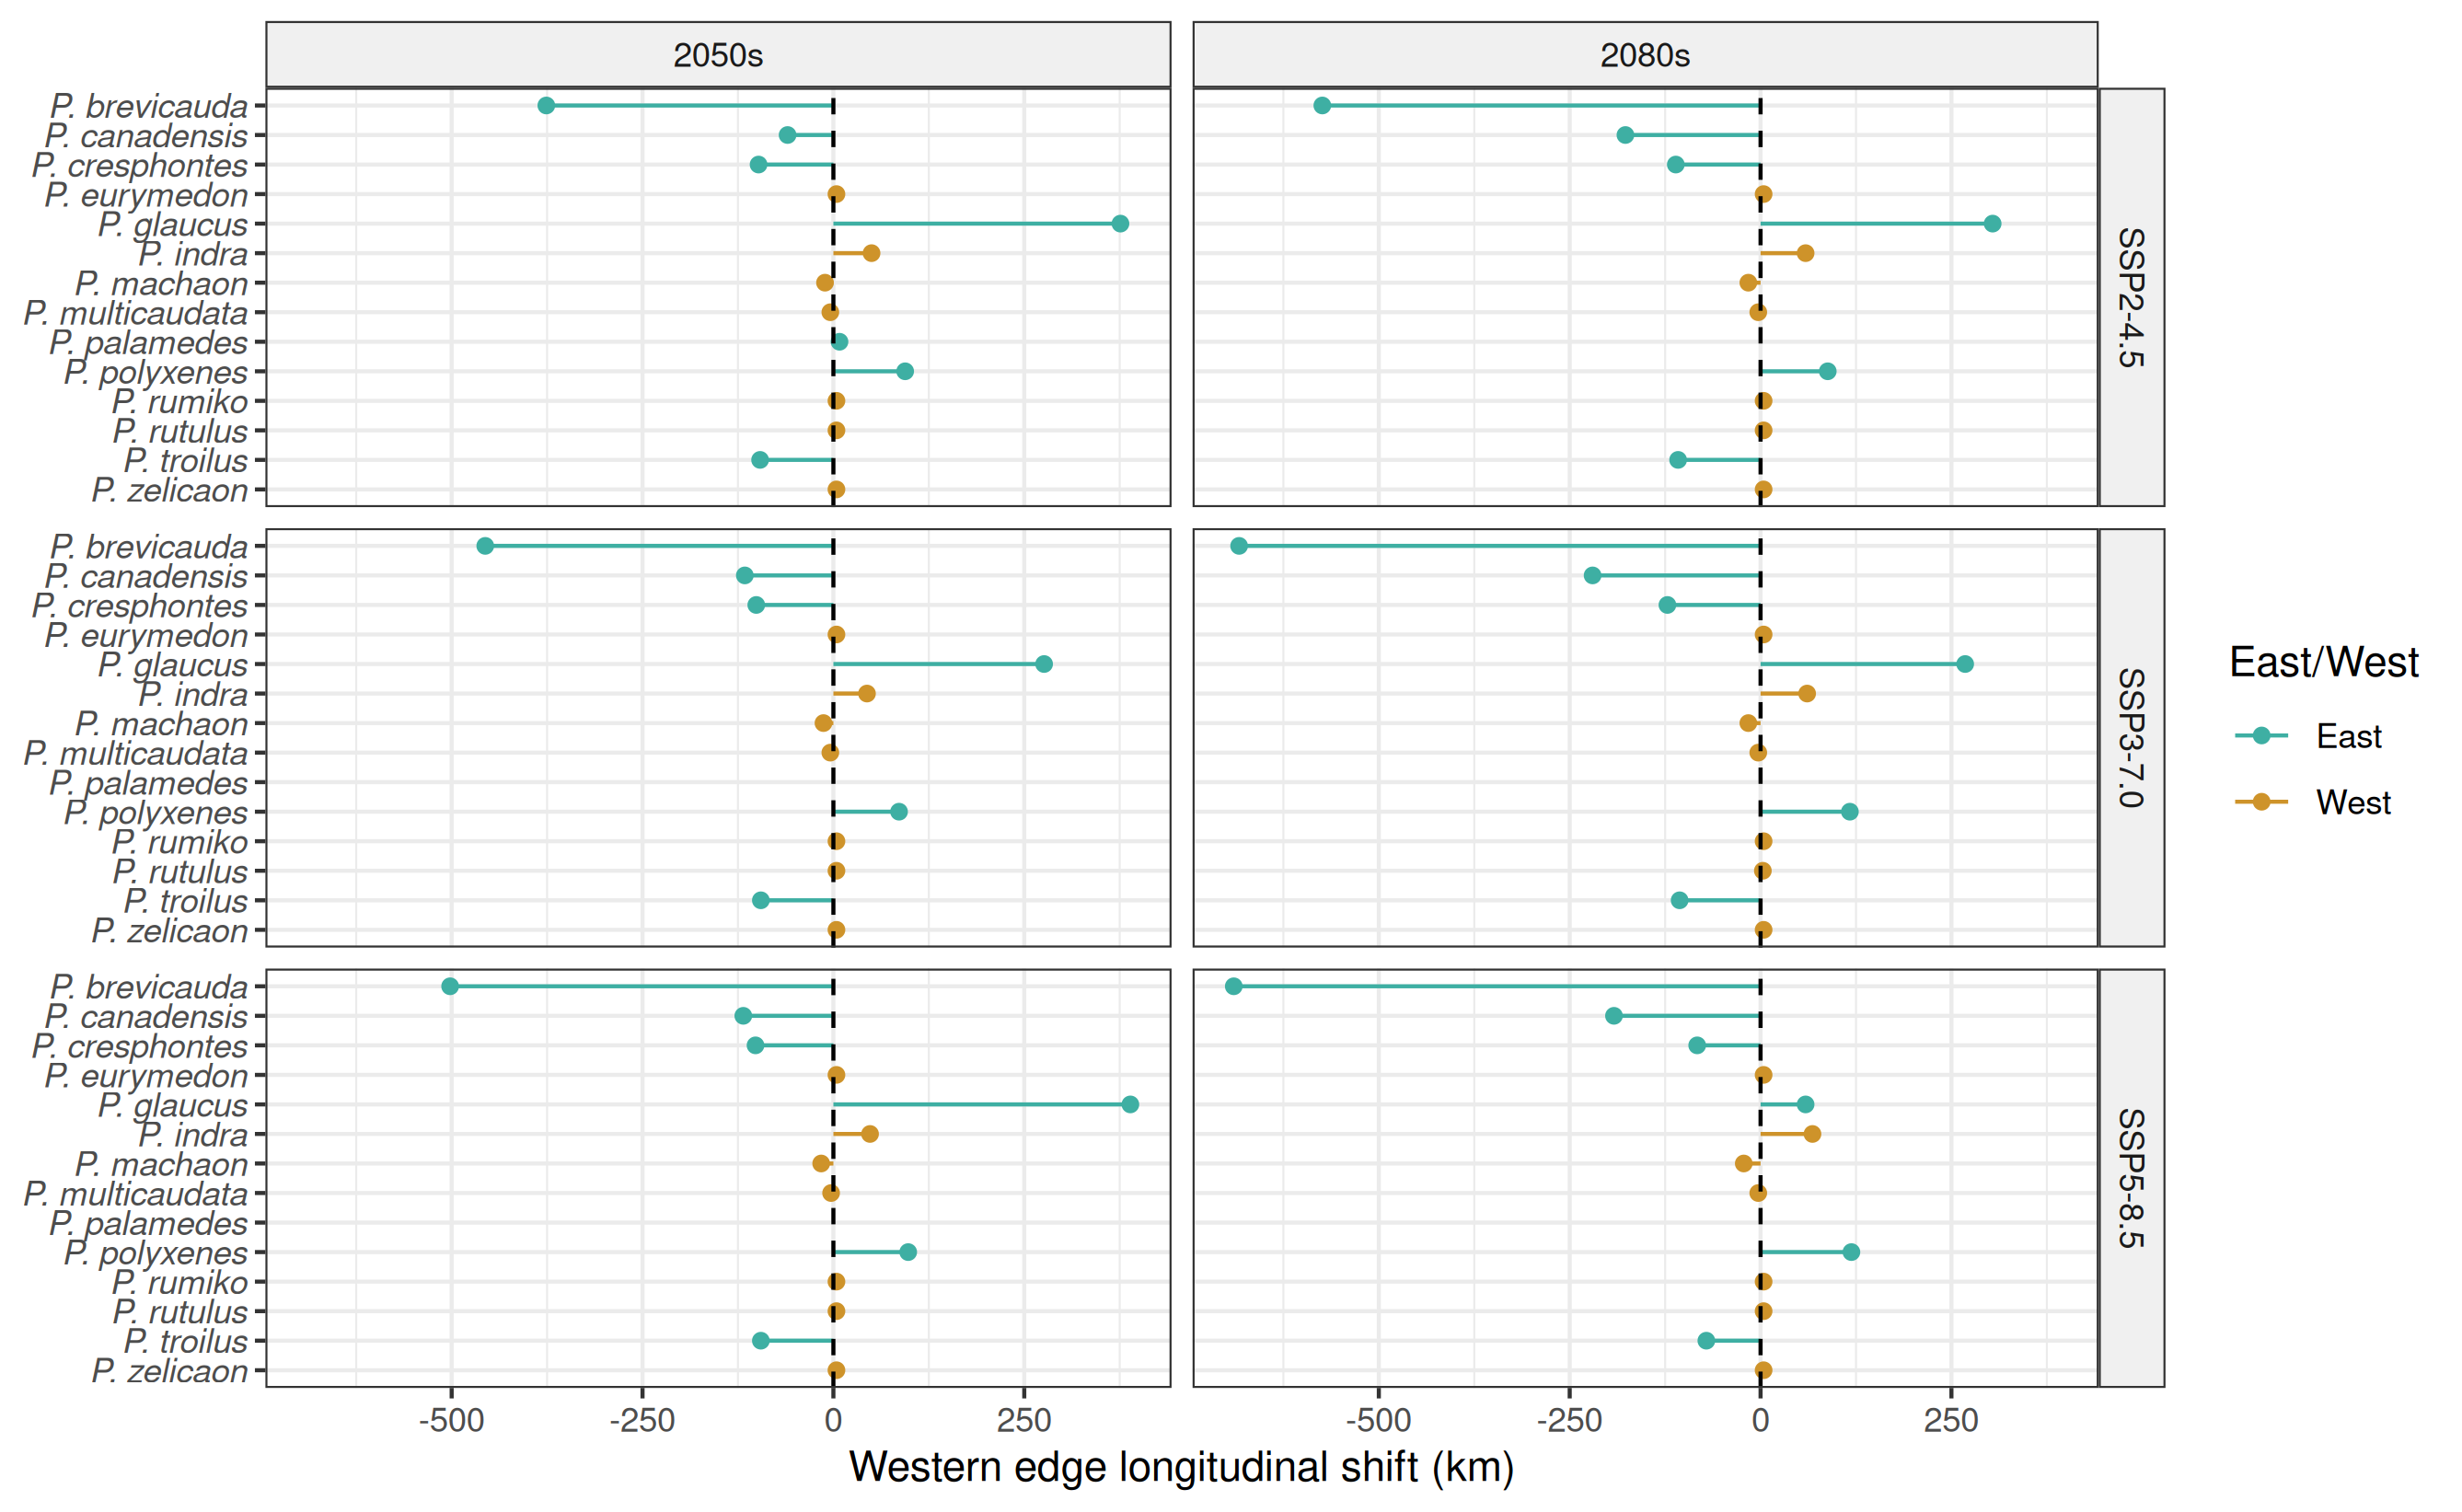 2050s
2080s
P. brevicauda
P. canadensis
P. cresphontes
P. eurymedon
P. glaucus
P. indra
P. machaon
P. multicaudata
P. palamedes
P. polyxenes
P. rumiko
P. rutulus
P. troilus
P. zelicaon
SSP2-4.5
P. brevicauda
P. canadensis
P. cresphontes
P. eurymedon
P. glaucus
P. indra
P. machaon
P. multicaudata
P. palamedes
P. polyxenes
P. rumiko
P. rutulus
P. troilus
P. zelicaon
SSP3-7.0
P. brevicauda
P. canadensis
P. cresphontes
P. eurymedon
P. glaucus
P. indra
P. machaon
P. multicaudata
P. palamedes
P. polyxenes
P. rumiko
P. rutulus
P. troilus
P. zelicaon
SSP5-8.5
-500 -250 0 250
-500 -250 0 250
Western edge longitudinal shift (km)
East/West
East
West